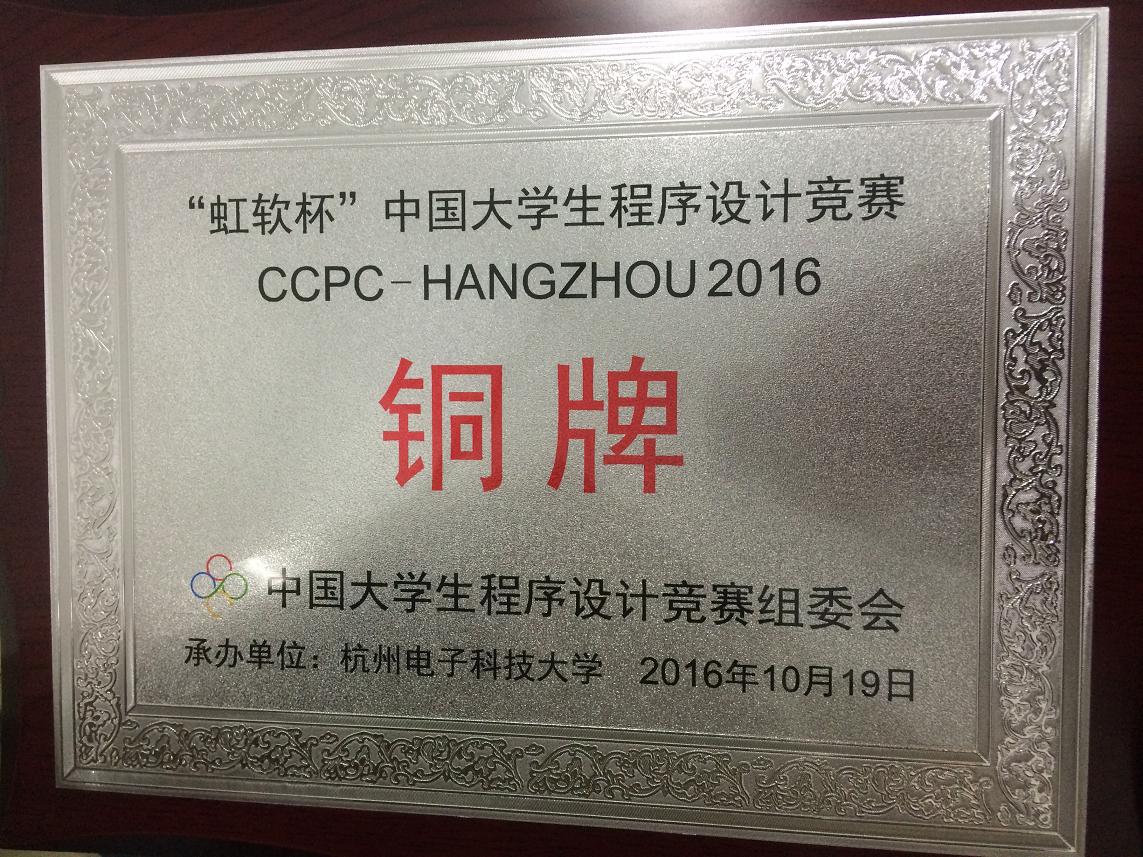 “虹软杯”中国大学生程序设计竞赛
CCPC-HANGZHOU 2016
铜牌
中国大学生程序设计竞赛组委会
承办单位：杭州电子科技大学 2016年10月19日